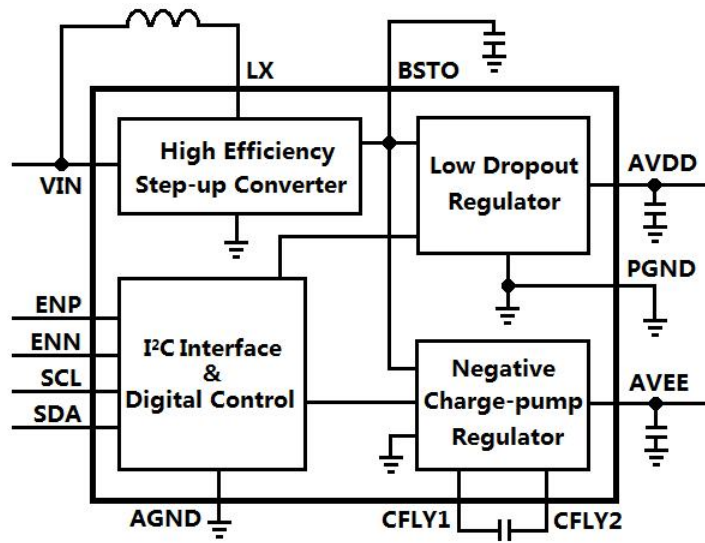 LX
BSTO
High Efficiency
Step-up Converter
VIN
Low Dropout
Regulator
AVDD
PGND
ENP
ENN
SCL
SDA
I²C Interface
&
Digital Control
Negative
Charge-pump
Regulator
AVEE
AGND
CFLY1
CFLY2